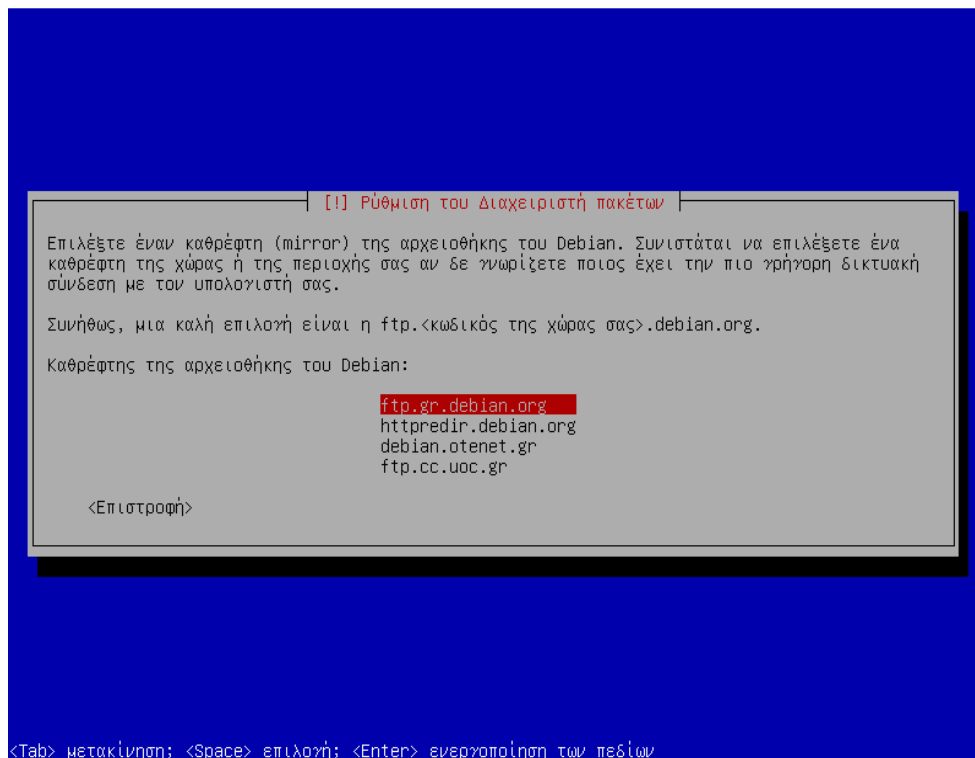 [!] Ρύθμιση του Διαχειριστή πακέτων
Επιλέξτε έναν καθρέφτη (mirror) της αρχειοθήκης του Debian. Συνιστάται να επιλέξετε ένα
καθρέφτη της χώρας ή της περιοχής σας αν δε γνωρίζετε ποιος έχει την πιο γρήγορη δικτυακή
σύνδεση με τον υπολογιστή σας.
Συνήθως, μια καλή επιλογή είναι η ftp.<κωδικός της χώρας σας>.debian.org.
Καθρέφτης της αρχειοθήκης του Debian:
ftp.gr.debian.org
httpredir.debian.org
debian.otenet.gr
ftp.cc.uoc.gr
<Επιστροφή>
<Tab> μετακίνηση; <Space> επιλογή; <Enter> ενεργοποίηση των πεδίων